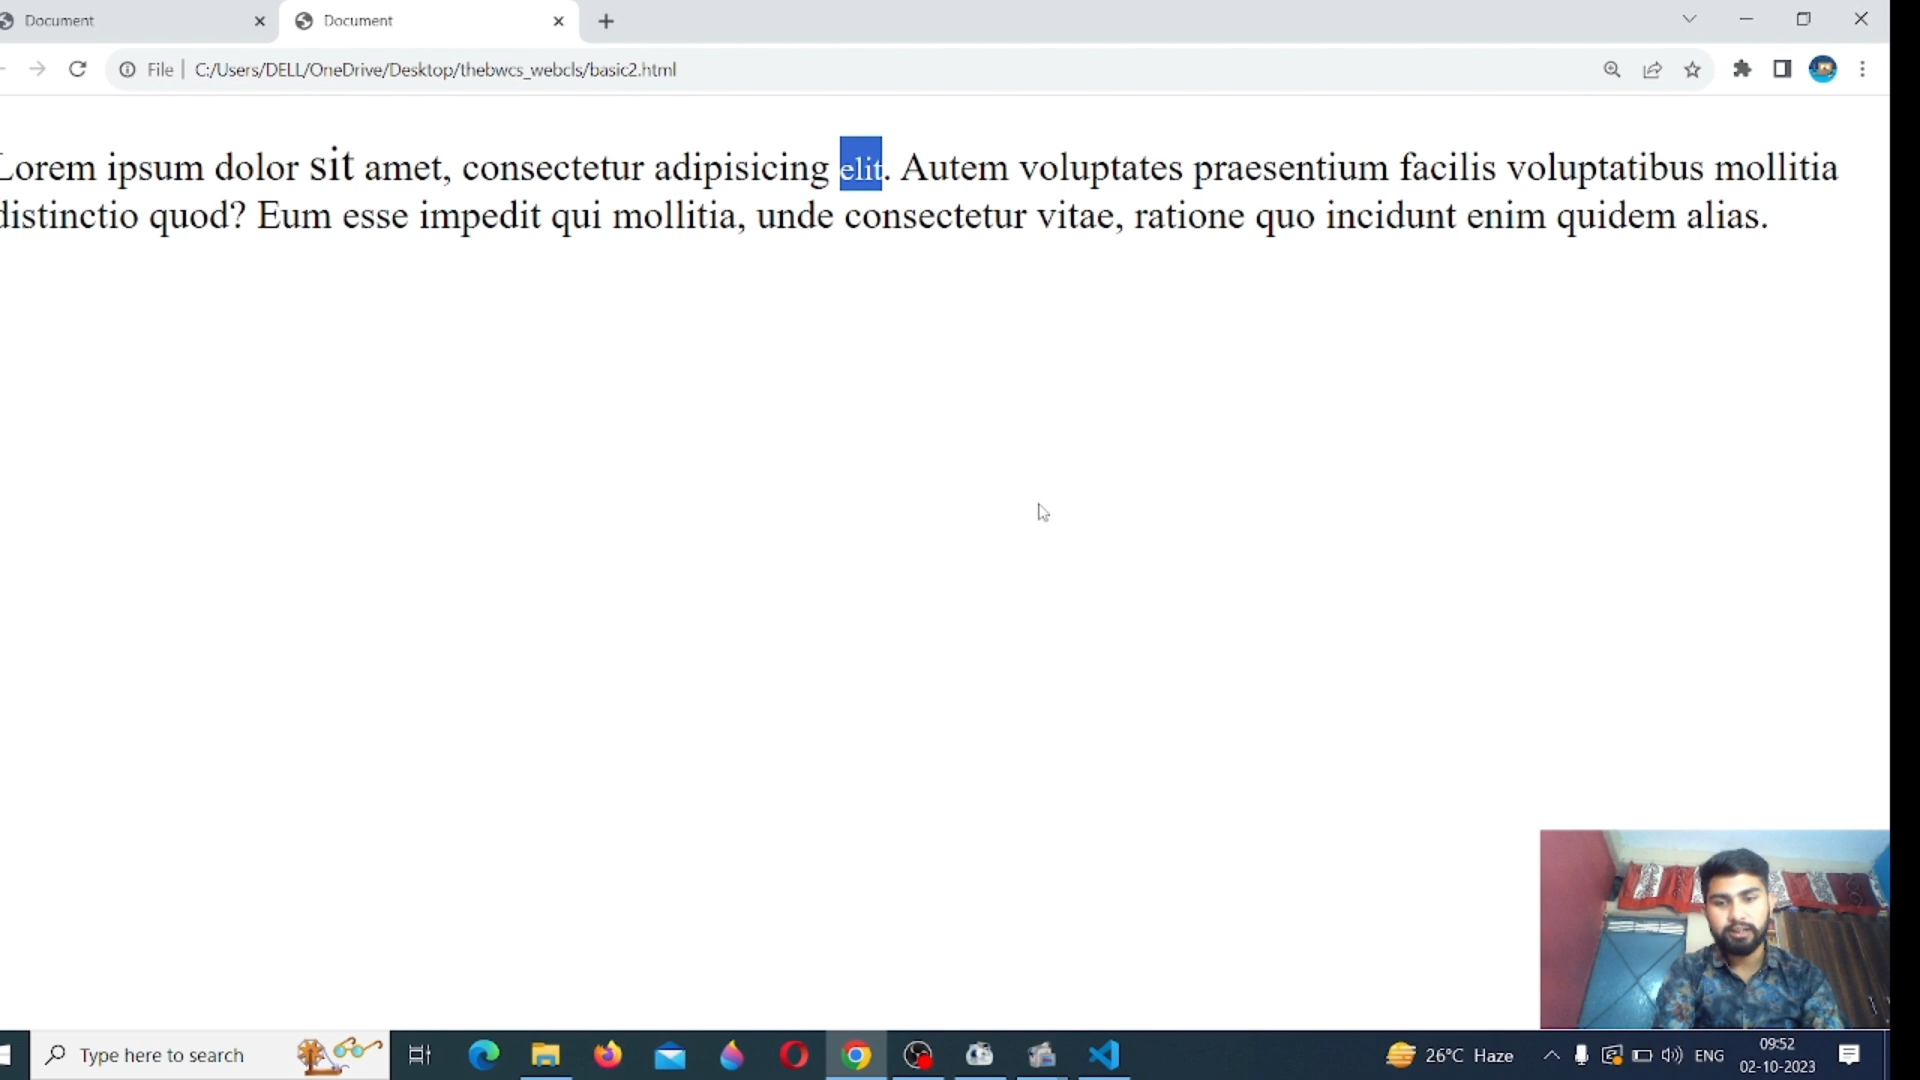 Document
Document
File
C:/Users/DELL/OneDrive/Desktop/thebwcs_webcls/basic2.html
Lorem ipsum dolor sit amet, consectetur adipisicing elit. Autem voluptates praesentium facilis voluptatibus mollitia
distinctio quod? Eum esse impedit qui mollitia, unde consectetur vitae, ratione quo incidunt enim quidem alias.
Type here to search
26°C Haze
ENG
09:52
02-10-2023